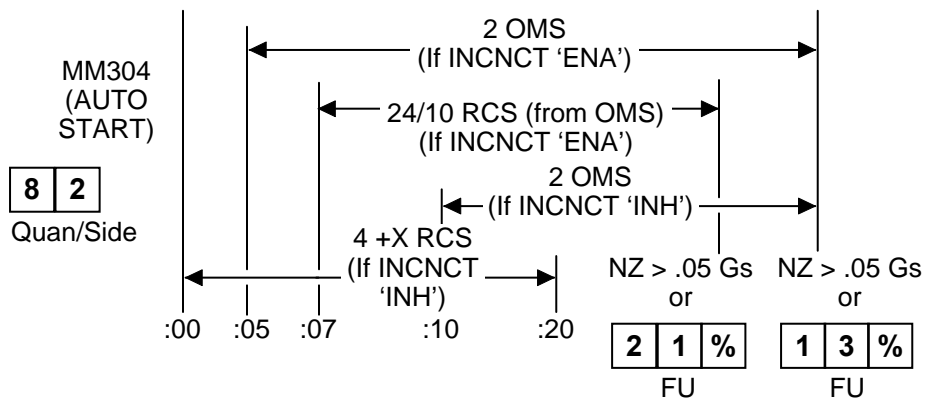 2 OMS
(If INCNCT ‘ENA’)
MM304
(AUTO
START)
24/10 RCS (from OMS)
(If INCNCT ‘ENA’)
8 2
Quan/Side
2 OMS
(If INCNCT ‘INH’)
4 +X RCS
(If INCNCT
‘INH’)
NZ > .05 Gs
or
NZ > .05 Gs
or
:00 :05 :07 :10 :20
2 1 %
FU
1 3 %
FU